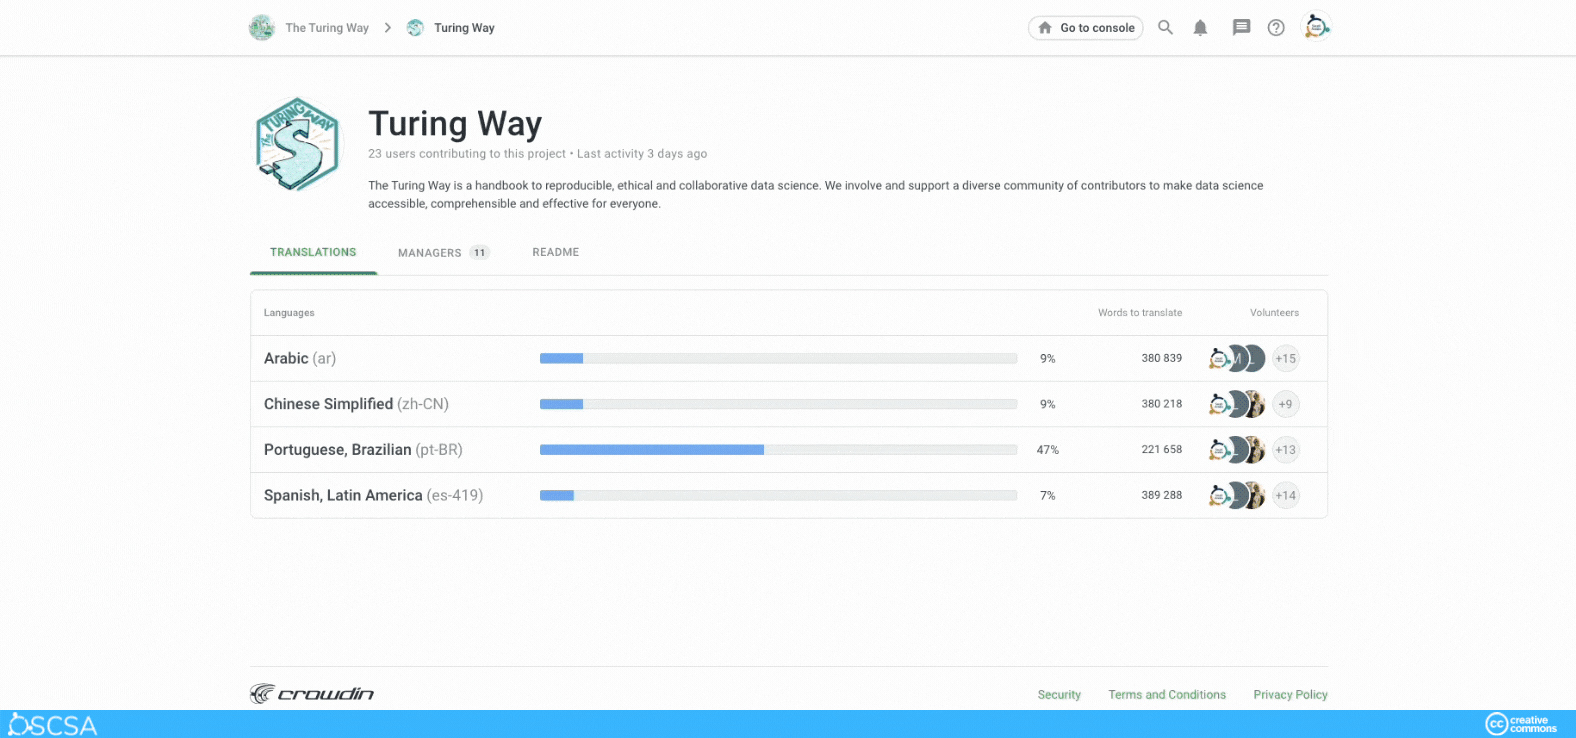 The Turing Way > Turing Way
Go to console
THE TURING WAY
Turing Way
23 users contributing to this project • Last activity 3 days ago
The Turing Way is a handbook to reproducible, ethical and collaborative data science. We involve and support a diverse community of contributors to make data science
accessible, comprehensible and effective for everyone.
TRANSLATIONS MANAGERS 11 README
Languages Words to translate Volunteers
Arabic (ar) 9% 380 839 +15
Chinese Simplified (zh-CN) 9% 380 218 +9
Portuguese, Brazilian (pt-BR) 47% 221 658 +13
Spanish, Latin America (es-419) 7% 389 288 +14
crowdin Security Terms and Conditions Privacy Policy
OSCSA
cc creative
commons